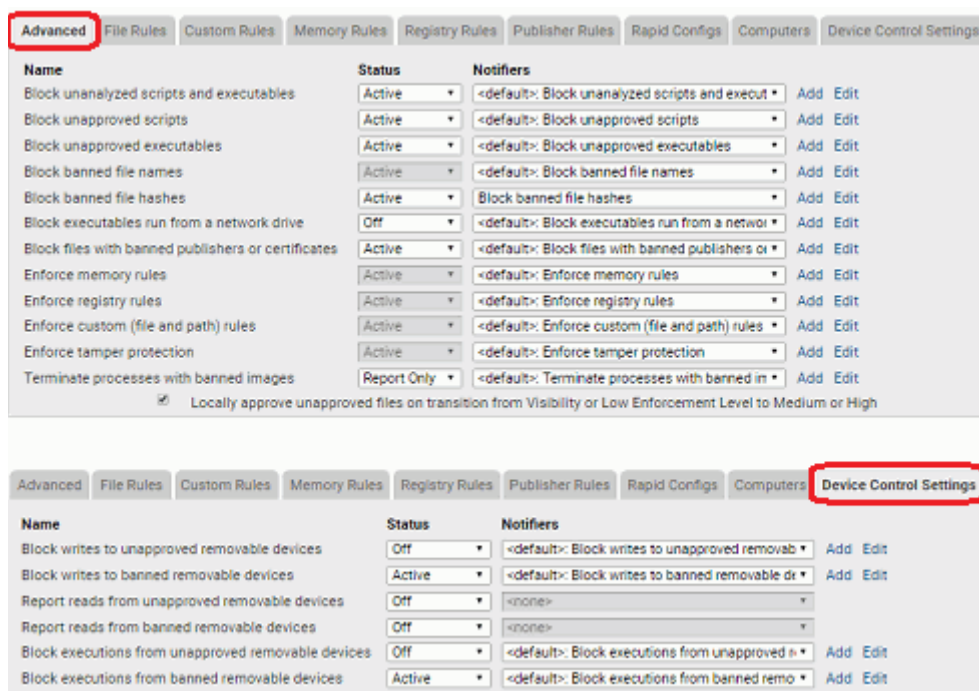 Advanced File Rules Custom Rules Memory Rules Registry Rules Publisher Rules Rapid Configs Computers Device Control Settings
Name Status Notifiers
Block unanalyzed scripts and executables Active <default>: Block unanalyzed scripts and execut Add Edit
Block unapproved scripts Active <default>: Block unapproved scripts Add Edit
Block unapproved executables Active <default>: Block unapproved executables Add Edit
Block banned file names Active <default>: Block banned file names Add Edit
Block banned file hashes Active Block banned file hashes Add Edit
Block executables run from a network drive Off <default>: Block executables run from a networ Add Edit
Block files with banned publishers or certificates Active <default>: Block files with banned publishers or Add Edit
Enforce memory rules Active <default>: Enforce memory rules Add Edit
Enforce registry rules Active <default>: Enforce registry rules Add Edit
Enforce custom (file and path) rules Active <default>: Enforce custom (file and path) rules Add Edit
Enforce tamper protection Active <default>: Enforce tamper protection Add Edit
Terminate processes with banned images Report Only <default>: Terminate processes with banned im Add Edit
Locally approve unapproved files on transition from Visibility or Low Enforcement Level to Medium or High
Advanced File Rules Custom Rules Memory Rules Registry Rules Publisher Rules Rapid Configs Computers Device Control Settings
Name Status Notifiers
Block writes to unapproved removable devices Off <default>: Block writes to unapproved removab Add Edit
Block writes to banned removable devices Active <default>: Block writes to banned removable de Add Edit
Report reads from unapproved removable devices Off <none>
Report reads from banned removable devices Off <none>
Block executions from unapproved removable devices Off <default>: Block executions from unapproved r Add Edit
Block executions from banned removable devices Active <default>: Block executions from banned remo Add Edit